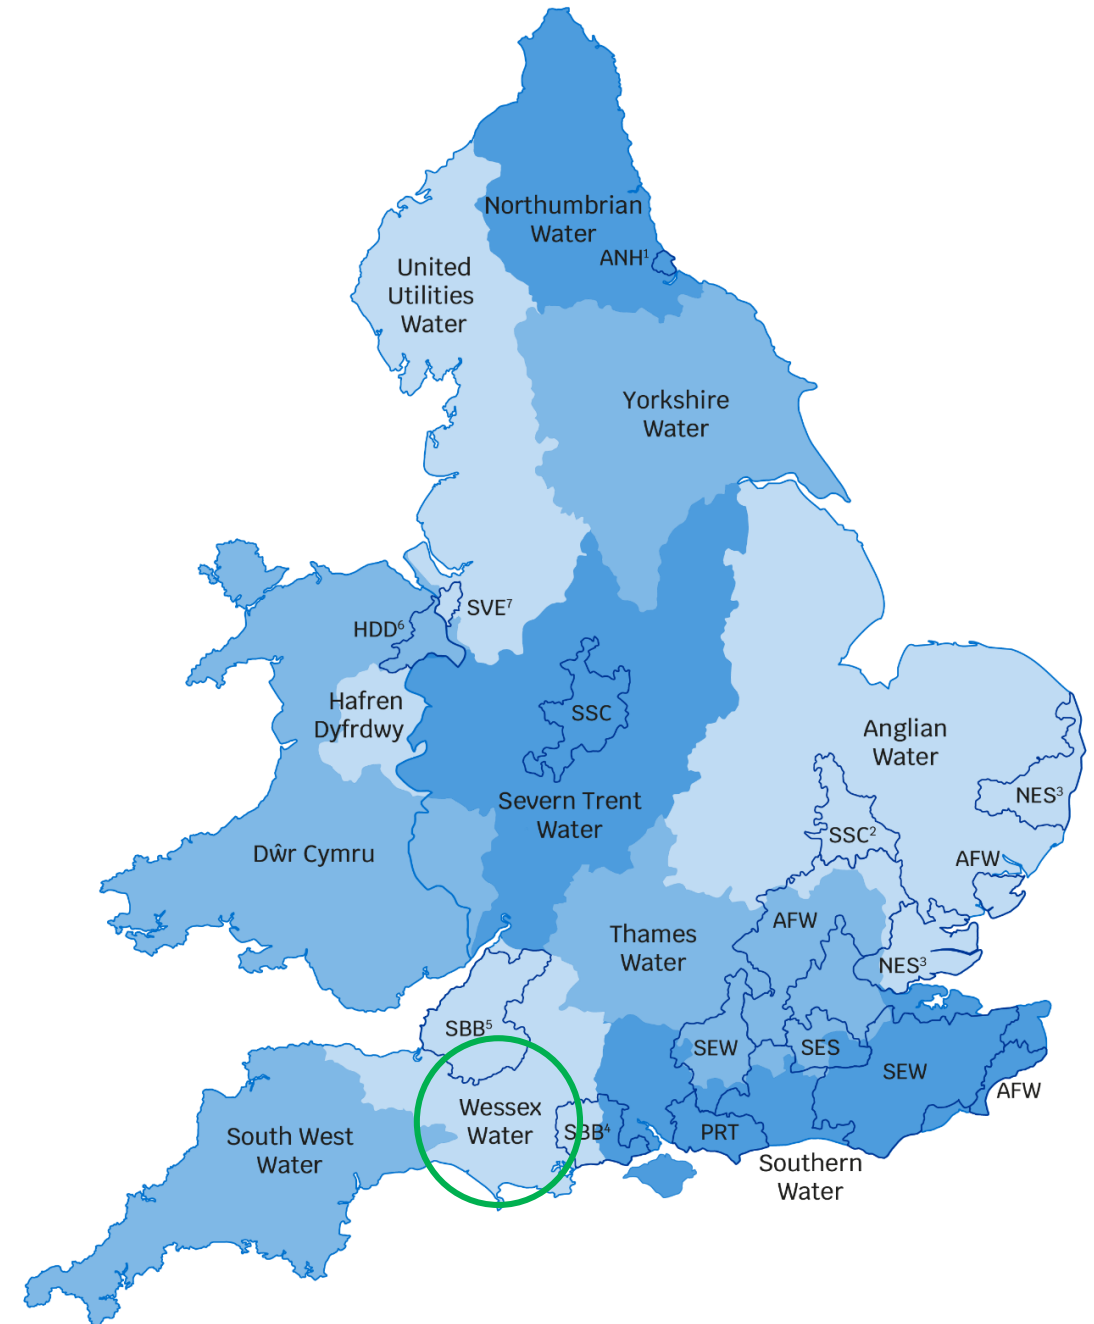 Northumbrian
Water
ANH¹
United
Utilities
Water
Yorkshire
Water
SVE⁷
HDD⁶
Hafren
Dyfrdwy
SSC
Anglian
Water
NES³
Severn Trent
Water
SSC²
Dŵr Cymru
AFW
AFW
Thames
Water
NES³
SBB⁵
SEW
SES
SEW
AFW
Wessex
Water
SBB⁴
PRT
South West
Water
Southern
Water